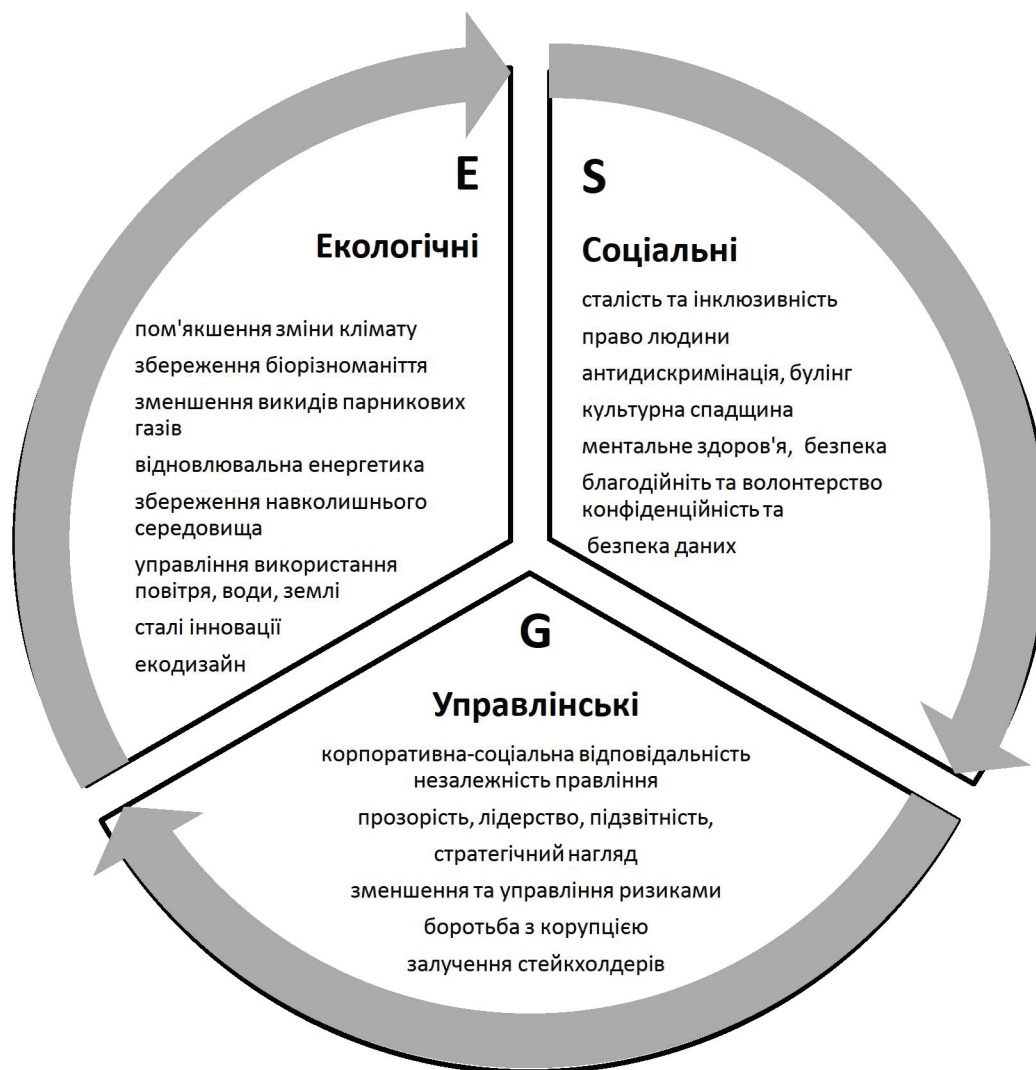 E
Екологічні
пом'якшення зміни клімату
збереження біорізноманіття
зменшення викидів парникових
газів
відновлювальна енергетика
збереження навколишнього
середовища
управління використання
повітря, води, землі
сталі інновації
екодизайн
S
Соціальні
сталість та інклюзивність
право людини
антидискримінація, булінг
культурна спадщина
ментальне здоров'я, безпека
благодійніть та волонтерство
конфіденційність та
безпека даних
G
Управлінські
корпоративна-соціальна відповідальність
незалежність правління
прозорість, лідерство, підзвітність,
стратегічний нагляд
зменшення та управління ризиками
боротьба з корупцією
залучення стейкхолдерів